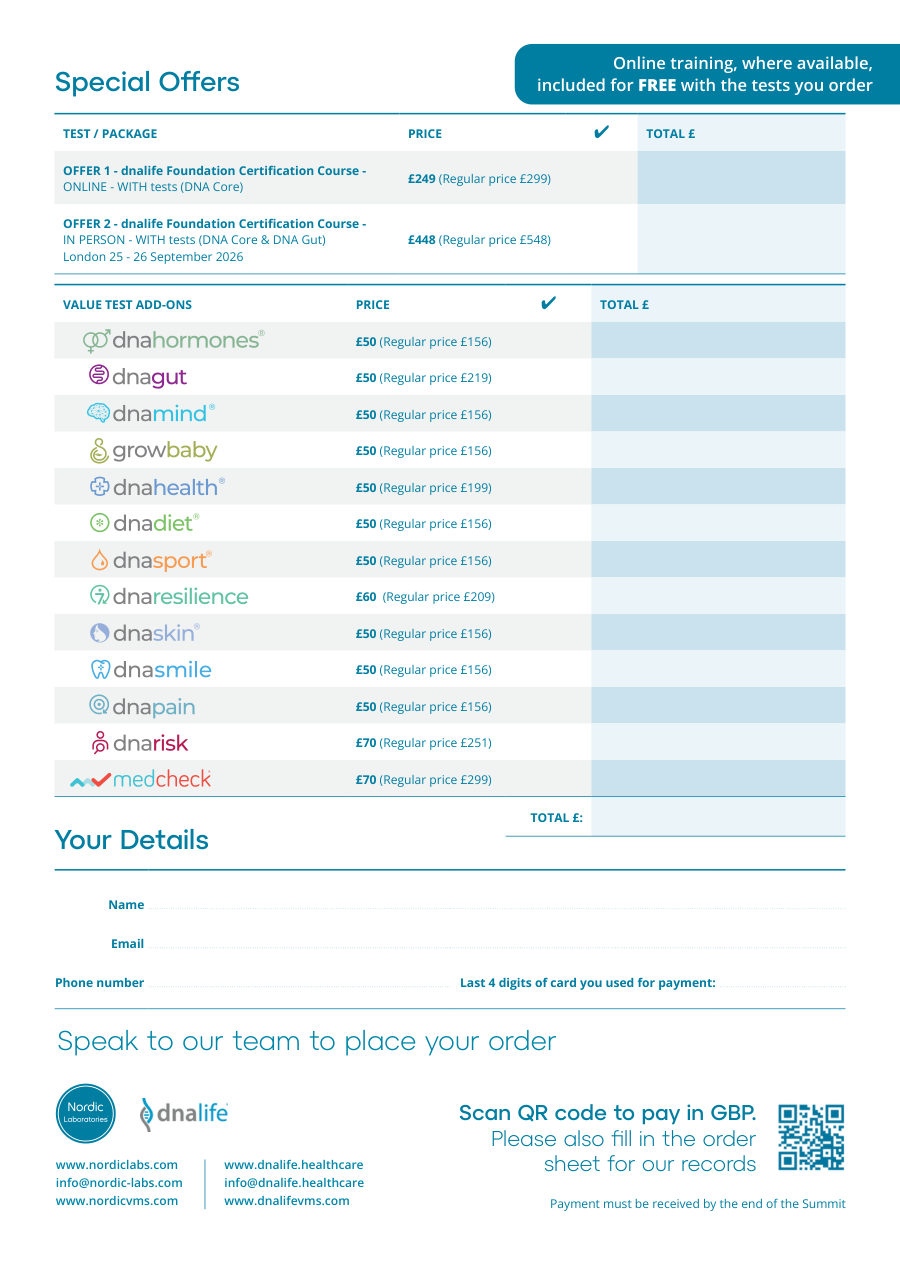 Special Offers
Online training, where available,
included for FREE with the tests you order
TEST / PACKAGE PRICE ✔ TOTAL £
OFFER 1 - dnalife Foundation Certification Course -
ONLINE - WITH tests (DNA Core)
£249 (Regular price £299)
OFFER 2 - dnalife Foundation Certification Course -
IN PERSON - WITH tests (DNA Core & DNA Gut)
London 25 - 26 September 2026
£448 (Regular price £548)
VALUE TEST ADD-ONS PRICE ✔ TOTAL £
dnahormones® £50 (Regular price £156)
dnagut £50 (Regular price £219)
dnamind® £50 (Regular price £156)
growbaby £50 (Regular price £156)
dnahealth® £50 (Regular price £199)
dnadiet® £50 (Regular price £156)
dnasport® £50 (Regular price £156)
dnaresilience £60 (Regular price £209)
dnaskin® £50 (Regular price £156)
dnasmile £50 (Regular price £156)
dnapain £50 (Regular price £156)
dnarisk £70 (Regular price £251)
medcheck £70 (Regular price £299)
TOTAL £:
Your Details
Name
Email
Phone number Last 4 digits of card you used for payment:
Speak to our team to place your order
Nordic
Laboratories
dnalife
www.nordiclabs.com
info@nordic-labs.com
www.nordicvms.com
www.dnalife.healthcare
info@dnalife.healthcare
www.dnalifevms.com
Scan QR code to pay in GBP.
Please also fill in the order
sheet for our records
Payment must be received by the end of the Summit